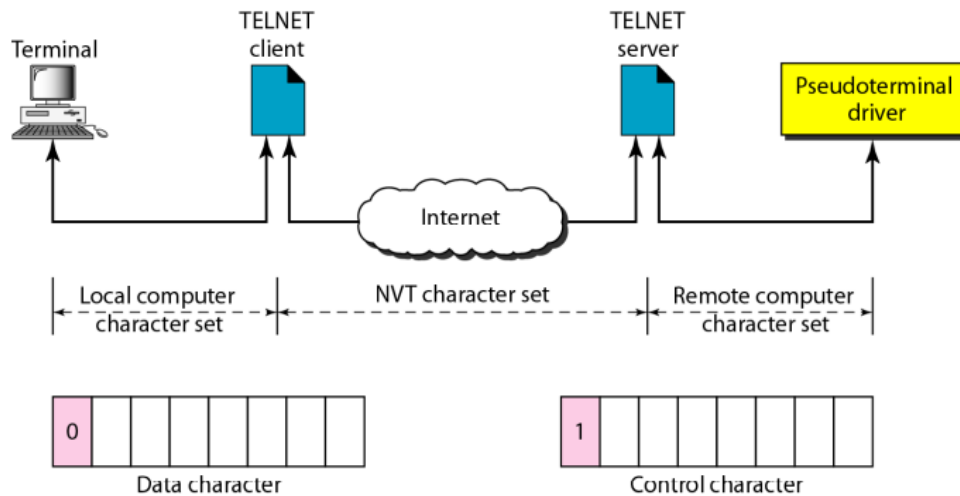 Terminal
TELNET
client
TELNET
server
Pseudoterminal
driver
Internet
Local computer
character set
NVT character set
Remote computer
character set
0
Data character
1
Control character